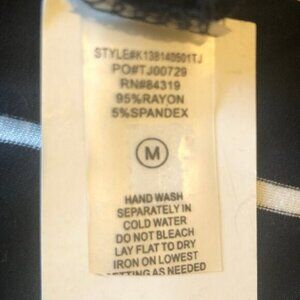 STYLE#K138140501TJ
PO#TJ00729
RN#84319
95%RAYON
5%SPANDEX
M
HAND WASH
SEPARATELY IN
COLD WATER
DO NOT BLEACH
LAY FLAT TO DRY
IRON ON LOWEST
SETTING AS NEEDED